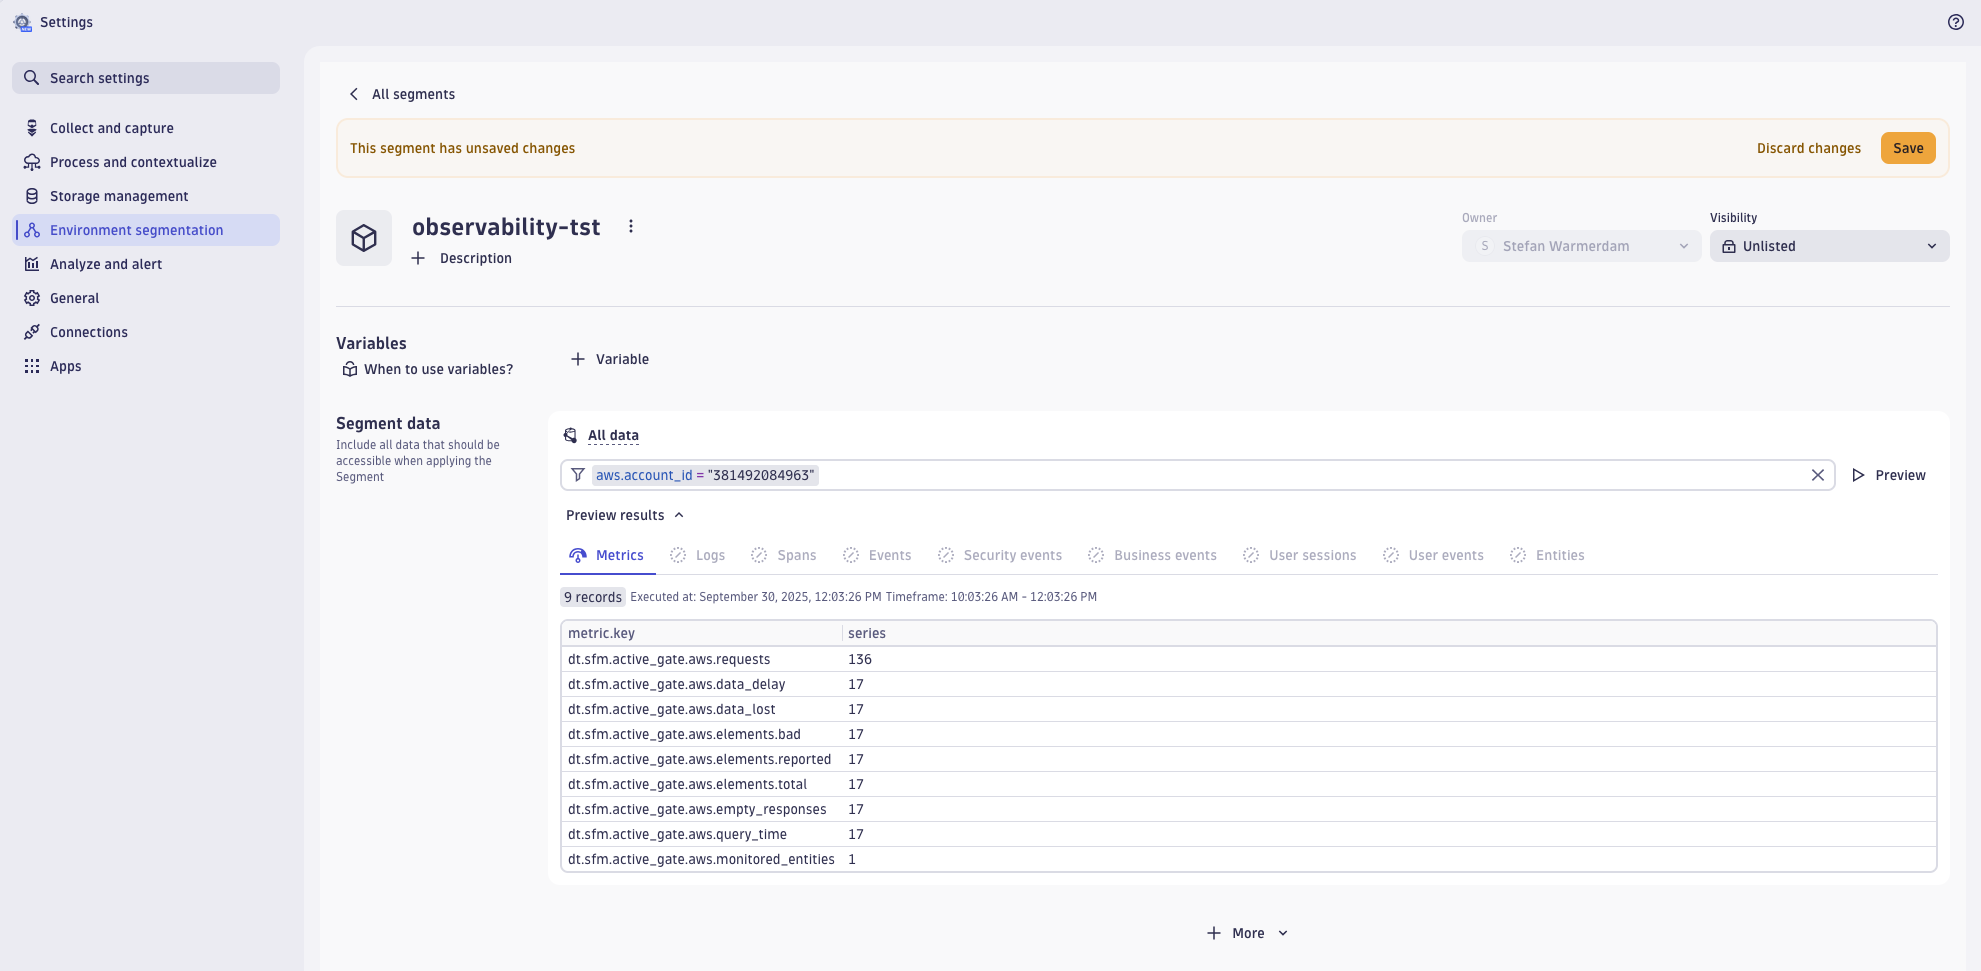 Settings
Search settings
Collect and capture
Process and contextualize
Storage management
Environment segmentation
Analyze and alert
General
Connections
Apps
All segments
This segment has unsaved changes
Discard changes
Save
observability-tst
Description
Owner
S Stefan Warmerdam
Visibility
Unlisted
Variables
When to use variables?
Variable
Segment data
Include all data that should be
accessible when applying the
Segment
All data
aws.account_id = "381492084963"
Preview
Preview results
Metrics Logs Spans Events Security events Business events User sessions User events Entities
9 records Executed at: September 30, 2025, 12:03:26 PM Timeframe: 10:03:26 AM - 12:03:26 PM
metric.key series
dt.sfm.active_gate.aws.requests 136
dt.sfm.active_gate.aws.data_delay 17
dt.sfm.active_gate.aws.data_lost 17
dt.sfm.active_gate.aws.elements.bad 17
dt.sfm.active_gate.aws.elements.reported 17
dt.sfm.active_gate.aws.elements.total 17
dt.sfm.active_gate.aws.empty_responses 17
dt.sfm.active_gate.aws.query_time 17
dt.sfm.active_gate.aws.monitored_entities 1
More